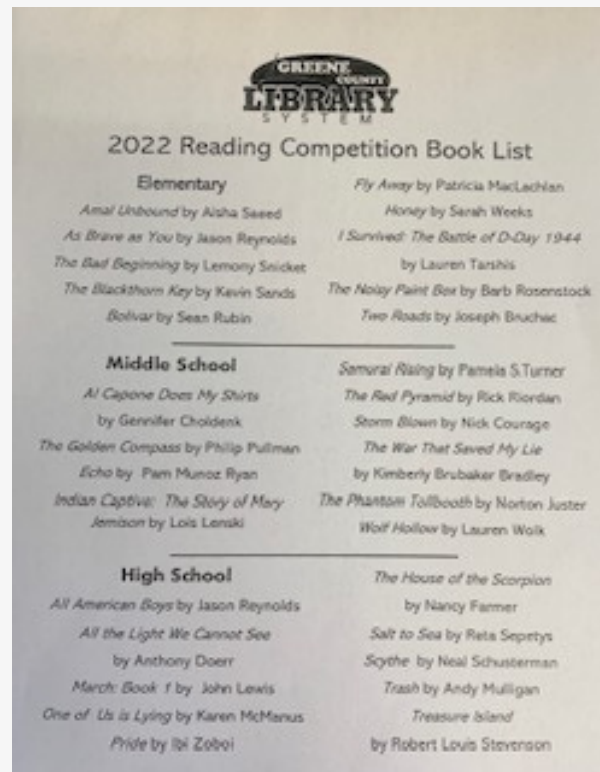 GREENE
COUNTY
LIBRARY
SYSTEM
2022 Reading Competition Book List
Elementary
Amal Unbound by Aisha Saeed
As Brave as You by Jason Reynolds
The Bad Beginning by Lemony Snicket
The Blackthorn Key by Kevin Sands
Bolivar by Sean Rubin
Fly Away by Patricia MacLachlan
Honey by Sarah Weeks
I Survived: The Battle of D-Day 1944
by Lauren Tarshis
The Noisy Paint Box by Barb Rosenstock
Two Roads by Joseph Bruchac
Middle School
Al Capone Does My Shirts
by Gennifer Choldenk
The Golden Compass by Philip Pullman
Echo by Pam Munoz Ryan
Indian Captive: The Story of Mary
Jemison by Lois Lenski
Samurai Rising by Pamela S.Turner
The Red Pyramid by Rick Riordan
Storm Blown by Nick Courage
The War That Saved My Lie
by Kimberly Brubaker Bradley
The Phantom Tollbooth by Norton Juster
Wolf Hollow by Lauren Wolk
High School
All American Boys by Jason Reynolds
All the Light We Cannot See
by Anthony Doerr
March: Book 1 by John Lewis
One of Us is Lying by Karen McManus
Pride by Ibi Zoboi
The House of the Scorpion
by Nancy Farmer
Salt to Sea by Reta Sepetys
Scythe by Neal Schusterman
Trash by Andy Mulligan
Treasure Island
by Robert Louis Stevenson